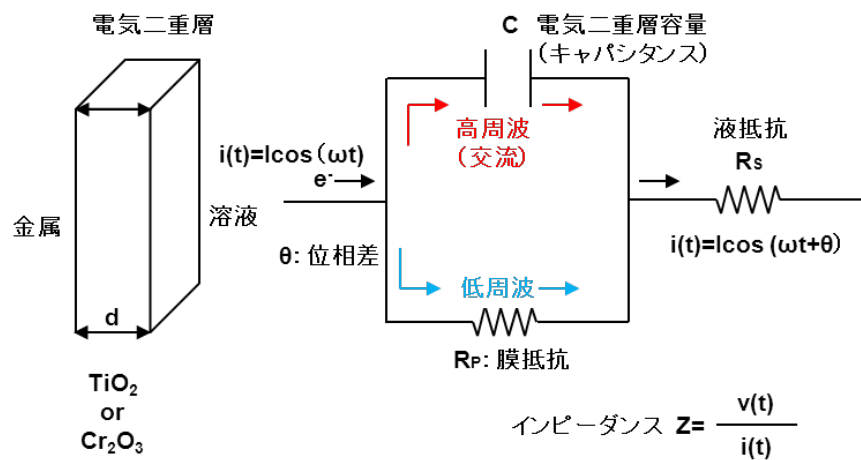 電気二重層
C 電気二重層容量
(キャパシタンス)
高周波
(交流)
i(t)=Icos(ωt)
e-
金属
溶液
θ: 位相差
液抵抗
Rs
i(t)=Icos(ωt+θ)
低周波
d
RP: 膜抵抗
TiO2
or
Cr2O3
インピーダンス Z= v(t)
i(t)